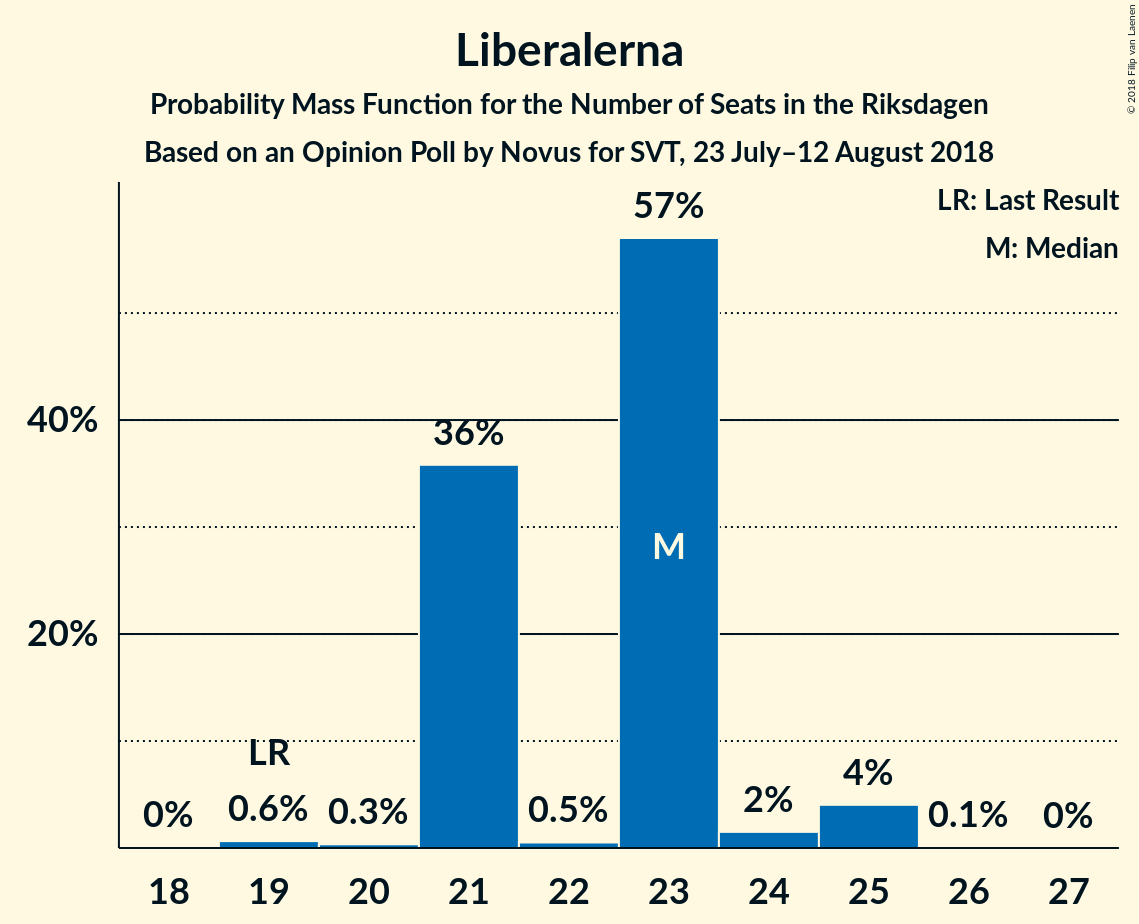 Liberalerna
Probability Mass Function for the Number of Seats in the Riksdagen
Based on an Opinion Poll by Novus for SVT, 23 July–12 August 2018
© 2018 Filip van Laenen
LR: Last Result
M: Median
40%
20%
0%
LR
0.6%
0.3%
36%
0.5%
57%
M
2%
4%
0.1%
0%
18 19 20 21 22 23 24 25 26 27